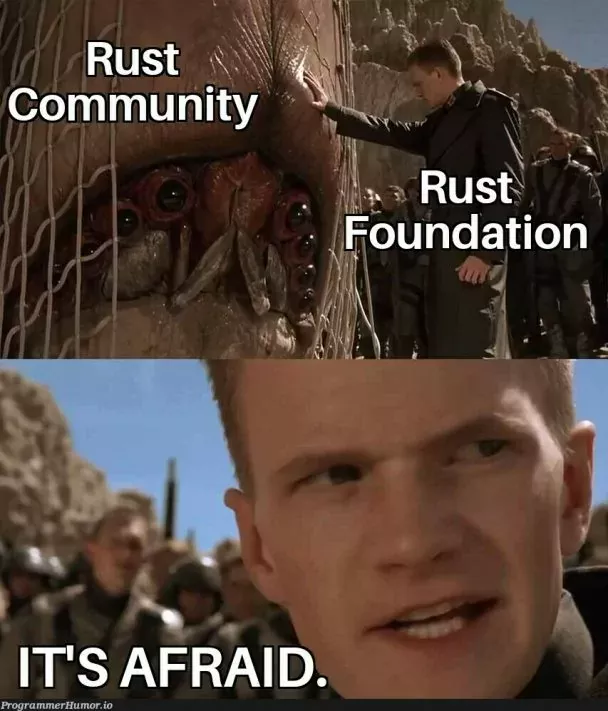 Rust
Community
Rust
Foundation
IT'S AFRAID.
ProgrammerHumor.io